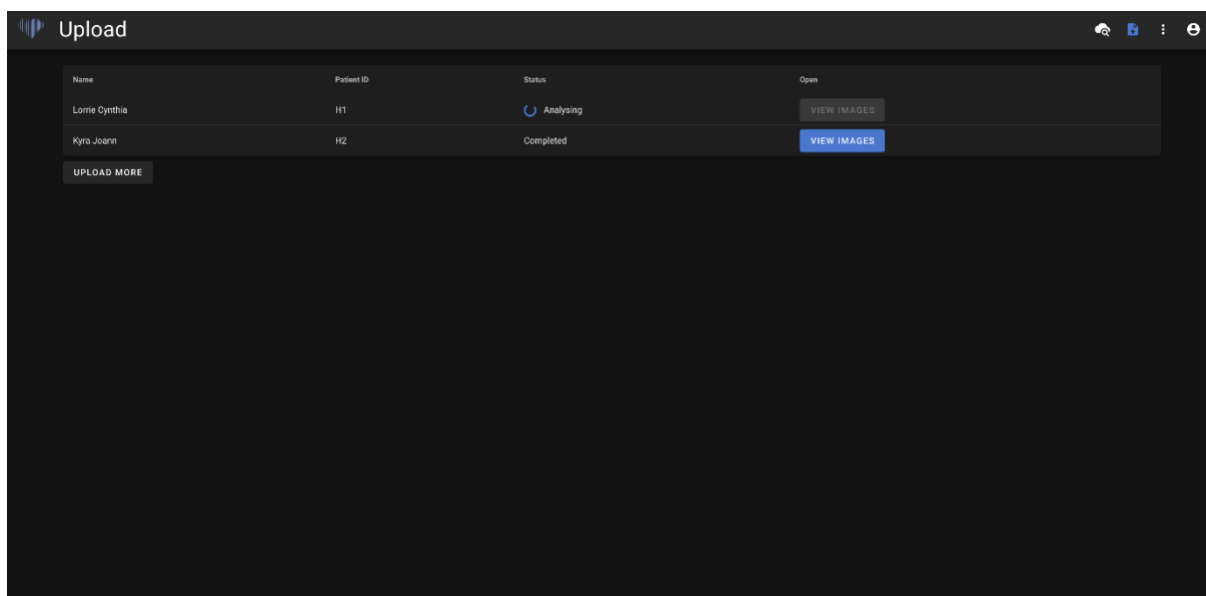 Upload
Name Patient ID Status Open
Lorrie Cynthia H1 Analysing VIEW IMAGES
Kyra Joann H2 Completed VIEW IMAGES
UPLOAD MORE